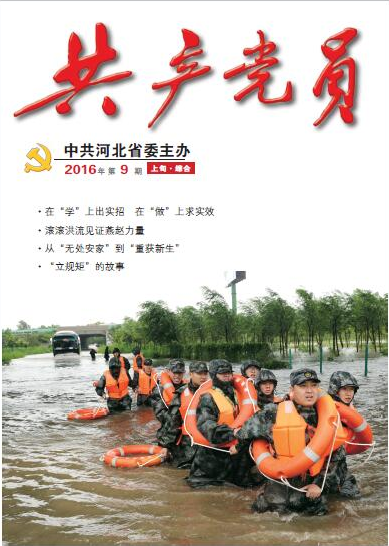 共产党员
中共河北省委主办
2016年第9期 上旬·综合
·在“学”上出实招 在“做”上求实效
·滚滚洪流见证燕赵力量
·从“无处安家”到“重获新生”
·“立规矩”的故事